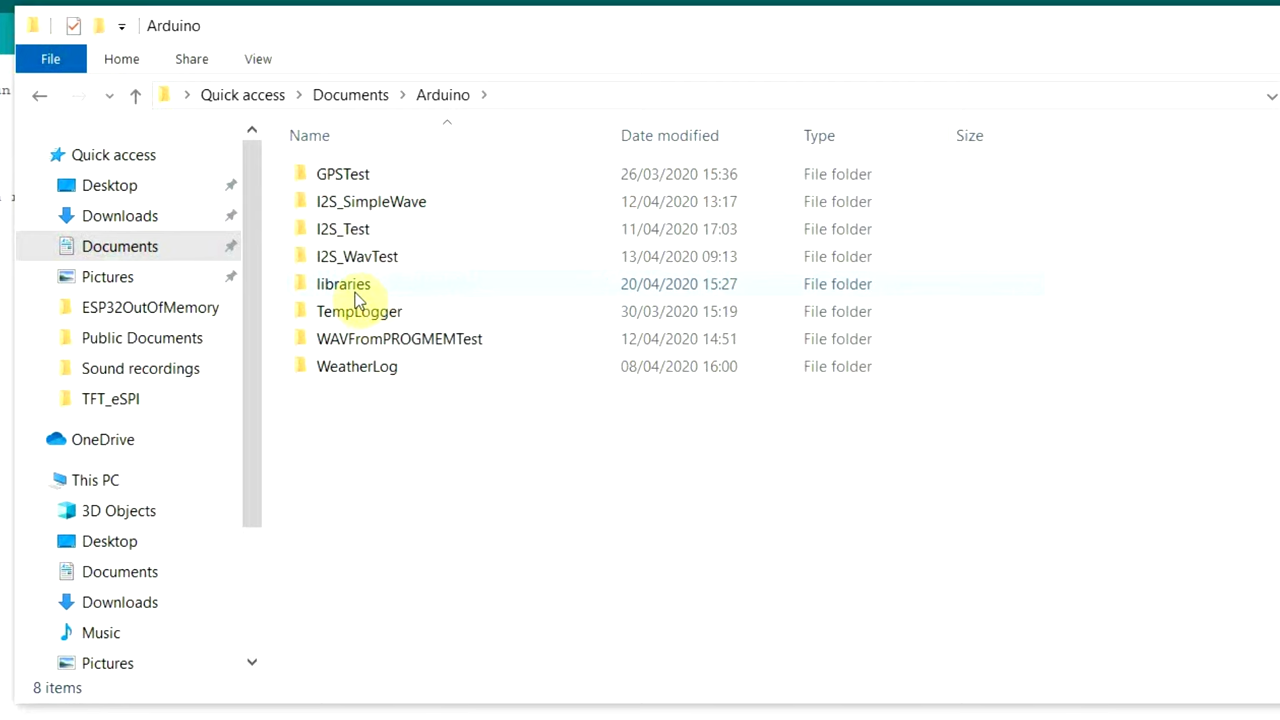 Arduino
File Home Share View
Quick access Documents Arduino
Name Date modified Type Size
Quick access
Desktop
Downloads
Documents
Pictures
ESP32OutOfMemory
Public Documents
Sound recordings
TFT_eSPI
OneDrive
This PC
3D Objects
Desktop
Documents
Downloads
Music
Pictures
GPSTest 26/03/2020 15:36 File folder
I2S_SimpleWave 12/04/2020 13:17 File folder
I2S_Test 11/04/2020 17:03 File folder
I2S_WavTest 13/04/2020 09:13 File folder
libraries 20/04/2020 15:27 File folder
TempLogger 30/03/2020 15:19 File folder
WAVFromPROGMEMTest 12/04/2020 14:51 File folder
WeatherLog 08/04/2020 16:00 File folder
8 items